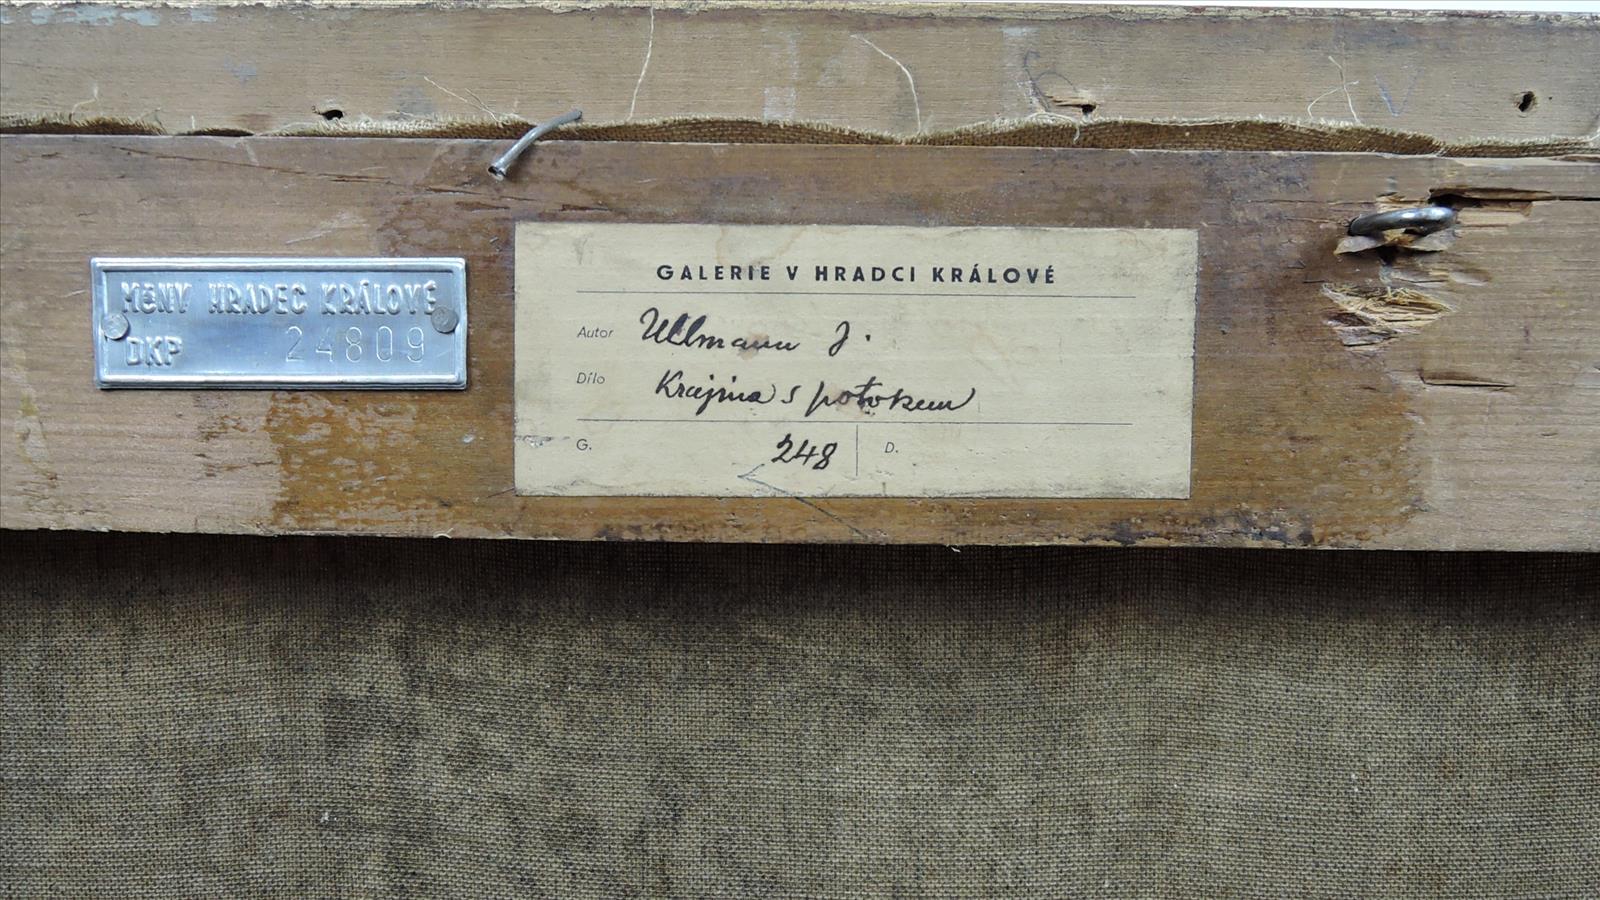 MěNV HRADEC KRÁLOVÉ
DKP 24809
GALERIE V HRADCI KRÁLOVÉ
Autor Ullmann J.
Dílo Krajina s potokem
G. 248 D.